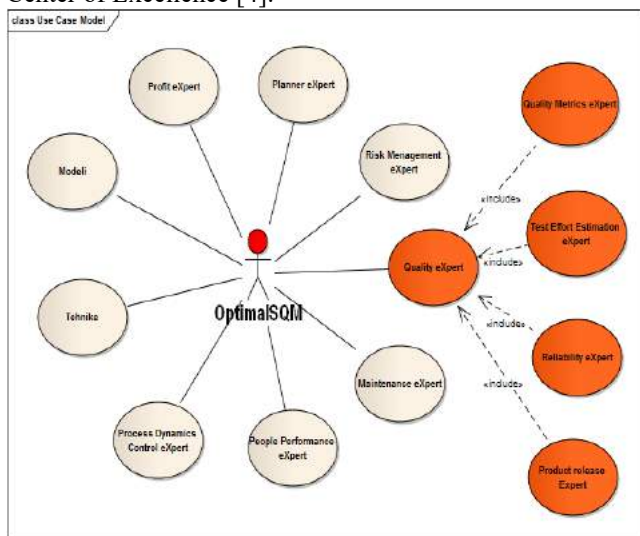 Center of Excellence [4].
class Use Case Model
Profit eXpert
Planner eXpert
Quality Metrics eXpert
Modeli
Risk Menagement
eXpert
«include»
Test Effort Estimation
eXpert
Quality eXpert
«include»
OptimalSQM
Tehnike
«include»
Reliability eXpert
Maintenance eXpert
«include»
Process Dynamics
Control eXpert
People Performance
eXpert
Product release
Expert